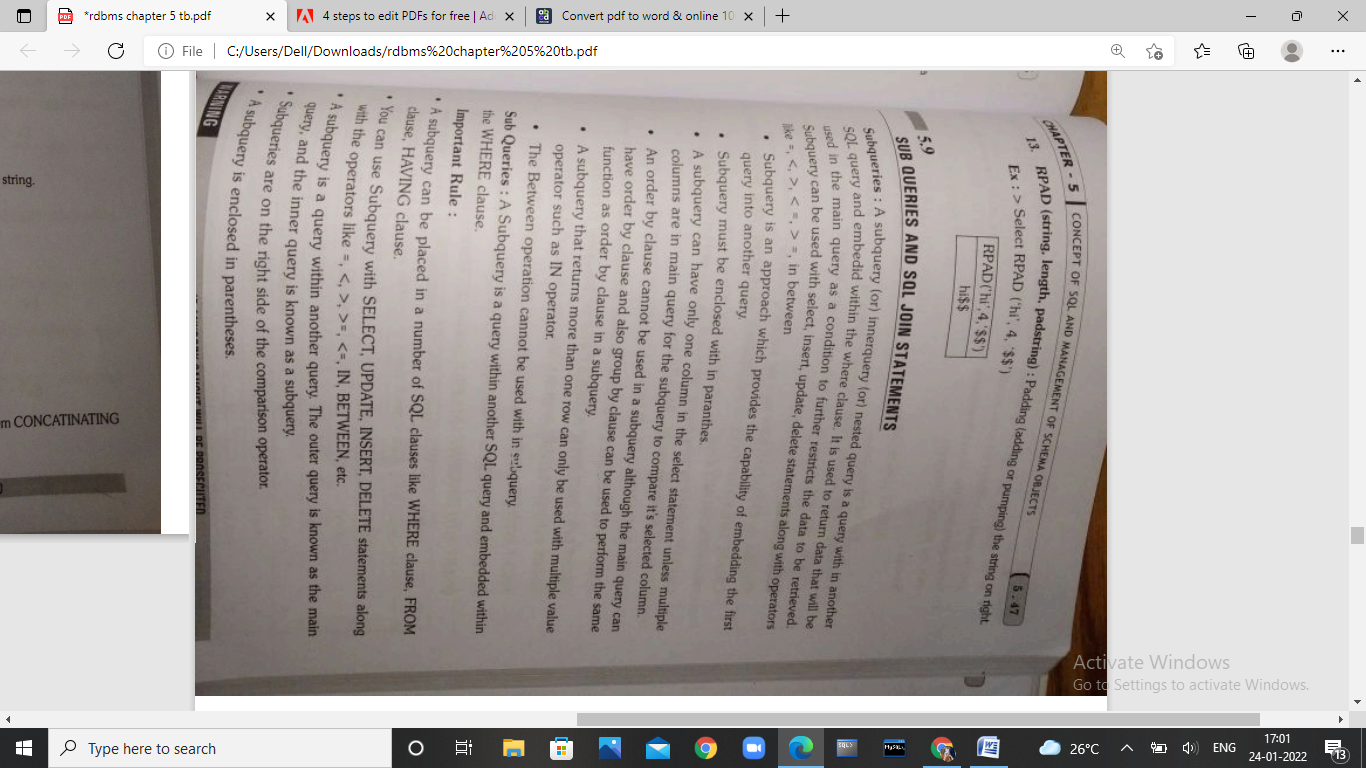 *rdbms chapter 5 tb.pdf
4 steps to edit PDFs for free | Ad
Convert pdf to word & online 10
File
C:/Users/Dell/Downloads/rdbms%20chapter%205%20tb.pdf
string.
m CONCATINATING
CHAPTER - 5 CONCEPT OF SQL AND MANAGEMENT OF SCHEMA OBJECTS 5 - 47
13. RPAD (string, length, padstring) : Padding (adding or pumping) the string on right.
Ex : > Select RPAD ('hi', 4, '$$')
RPAD('hi',4,'$$')
hi$$
5.9
SUB QUERIES AND SQL JOIN STATEMENTS
Subqueries : A subquery (or) innerquery (or) nested query is a query with in another
SQL query and embedid within the where clause. It is used to return data that will be
used in the main query as a condition to further restricts the data to be retrieved.
Subquery can be used with select, insert, update, delete statements along with operators
like =, <, >, < =, > =, in between
• Subquery is an approach which provides the capability of embedding the first
query into another query.
• Subquery must be enclosed with in paranthes.
• A subquery can have only one column in the select statement unless multiple
columns are in main query for the subquery to compare it's selected column.
• An order by clause cannot be used in a subquery although the main query can
have order by clause and also group by clause can be used to perform the same
function as order by clause in a subquery.
• A subquery that returns more than one row can only be used with multiple value
operator such as IN operator.
• The Between operation cannot be used with in subquery.
Sub Queries : A Subquery is a query within another SQL query and embedded within
the WHERE clause.
Important Rule :
• A subquery can be placed in a number of SQL clauses like WHERE clause, FROM
clause, HAVING clause.
• You can use Subquery with SELECT, UPDATE, INSERT, DELETE statements along
with the operators like =, <, >, >=, <=, IN, BETWEEN, etc.
• A subquery is a query within another query. The outer query is known as the main
query, and the inner query is known as a subquery.
• Subqueries are on the right side of the comparison operator.
• A subquery is enclosed in parentheses.
WARNING
WILL BE PROSECUTED
Activate Windows
Go to Settings to activate Windows.
Type here to search
SQL>
MySQL
26°C
ENG
17:01
24-01-2022
13